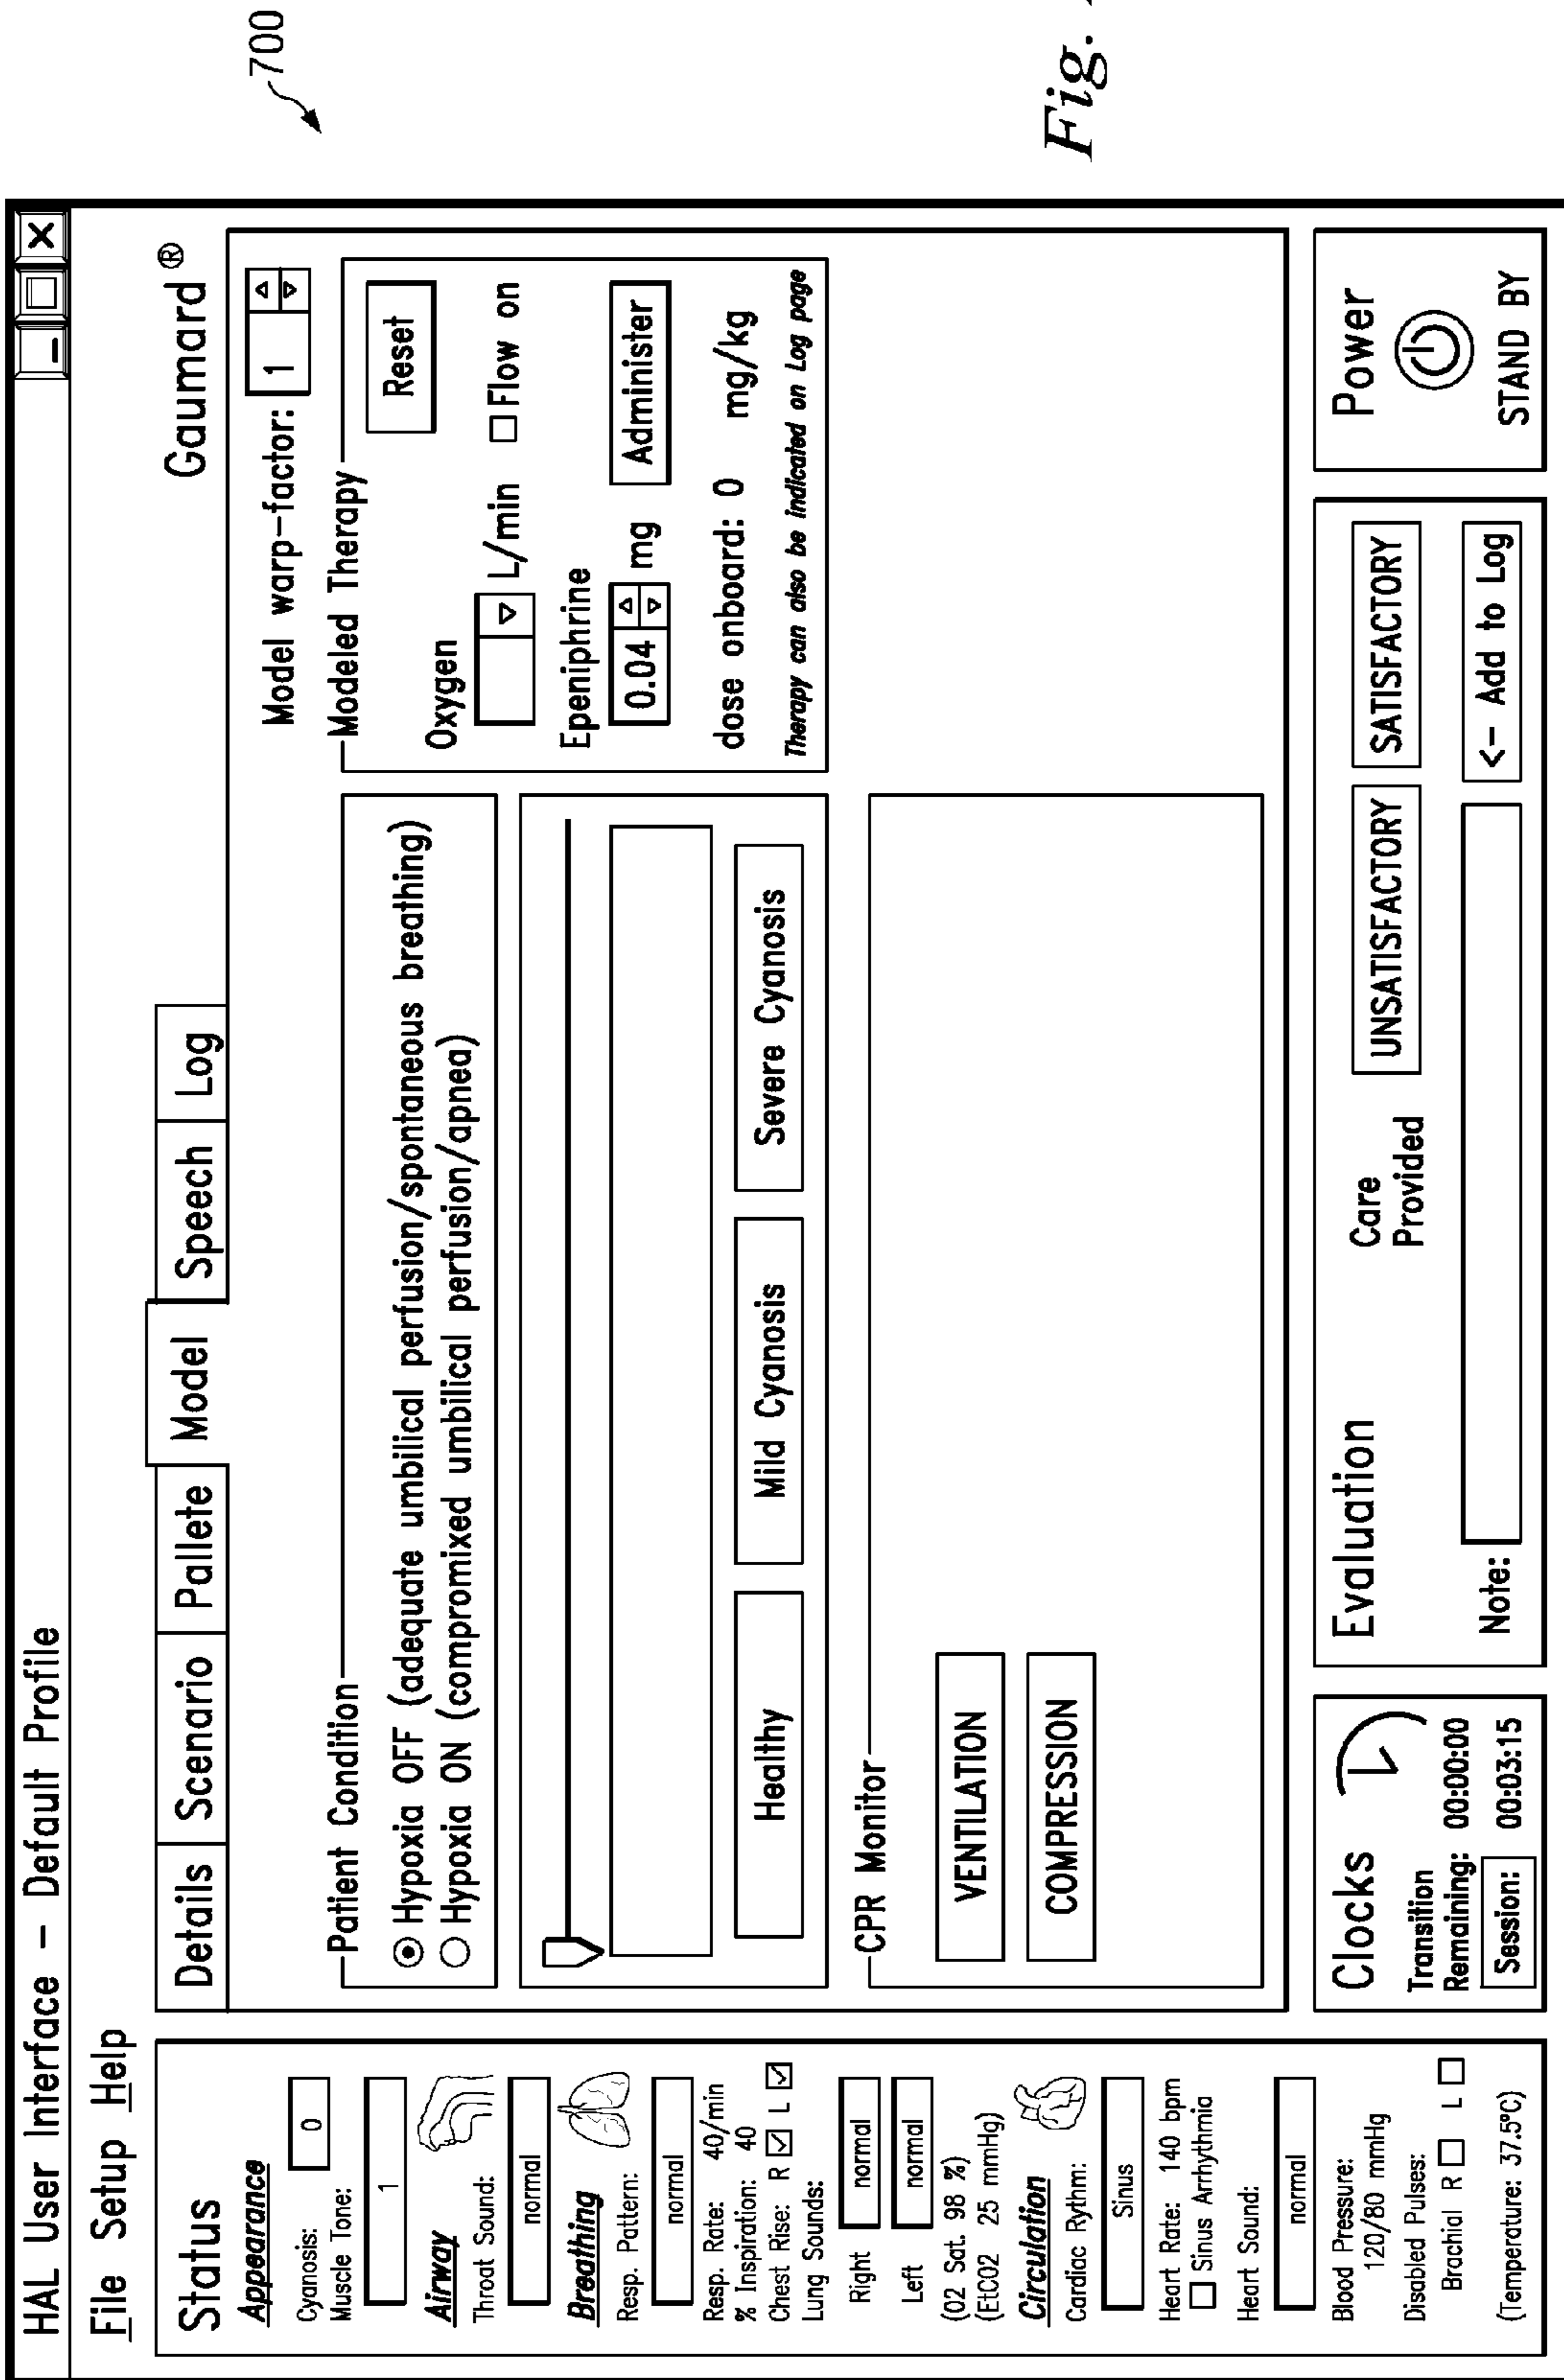 HAL User Interface – Default Profile
File Setup Help
Status
Appearance
Cyanosis: 0
Muscle Tone:
1
Airway
Throat Sound:
normal
Breathing
Resp. Pattern:
normal
Resp. Rate: 40/min
% Inspiration: 40
Chest Rise: R L
Lung Sounds:
Right normal
Left normal
(O2 Sat. 98 %)
(EtCO2 25 mmHg)
Circulation
Cardiac Rythm:
Sinus
Heart Rate: 140 bpm
Sinus Arrhythmia
Heart Sound:
normal
Blood Pressure:
120/80 mmHg
Disabled Pulses:
Brachial R L
(Temperature: 37.5°C)
Details Scenario Pallete Model Speech Log
Gaumard ®
Model warp-factor: 1
Patient Condition
Hypoxia OFF (adequate umbilical perfusion/spontaneous breathing)
Hypoxia ON (compromixed umbilical perfusion/apnea)
Healthy Mild Cyanosis Severe Cyanosis
Modeled Therapy
Reset
Oxygen
L/min Flow on
Epeniphrine
0.04 mg Administer
dose onboard: 0 mg/kg
Therapy can also be indicated on Log page
CPR Monitor
VENTILATION
COMPRESSION
Clocks
Transition
Remaining: 00:00:00
Session: 00:03:15
Evaluation
Care
Provided
UNSATISFACTORY SATISFACTORY
Note: <– Add to Log
Power
STAND BY
700
Fig.